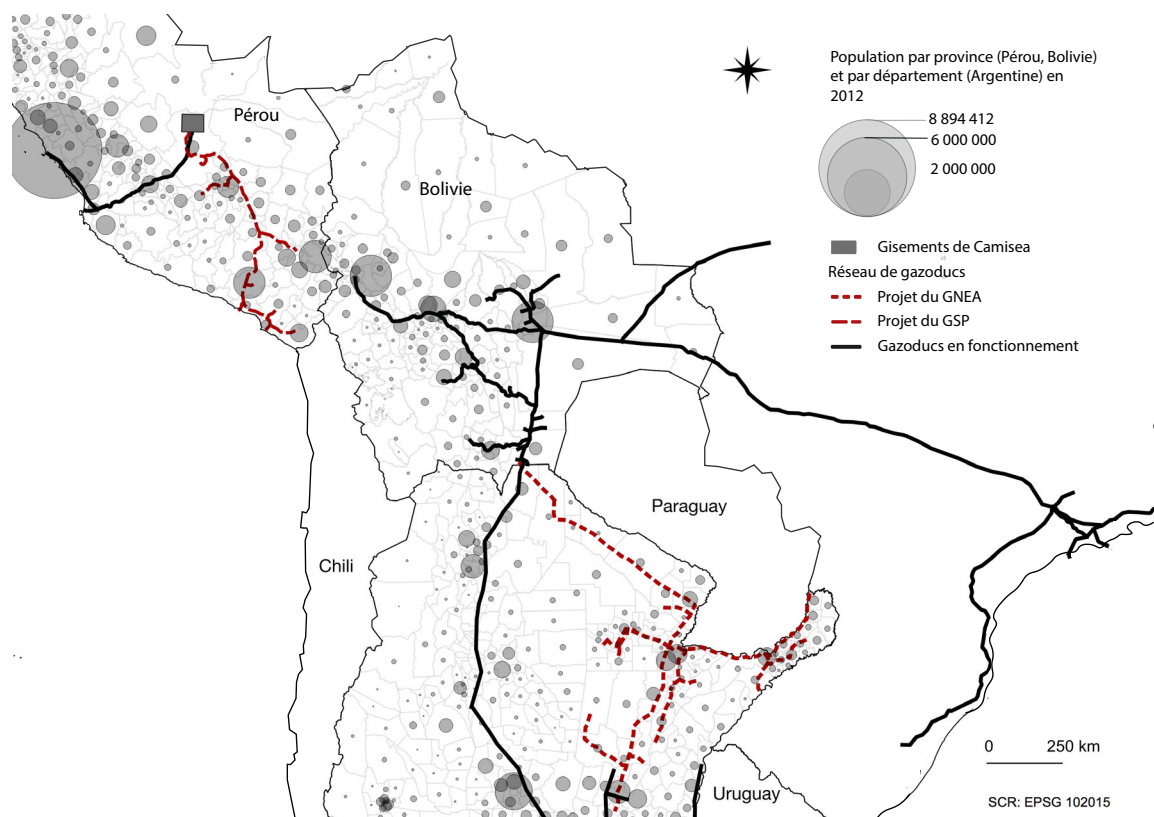 Population par province (Pérou, Bolivie)
et par département (Argentine) en
2012
8 894 412
6 000 000
2 000 000
Gisements de Camisea
Réseau de gazoducs
Projet du GNEA
Projet du GSP
Gazoducs en fonctionnement
Pérou
Bolivie
Paraguay
Chili
Uruguay
0 250 km
SCR: EPSG 102015